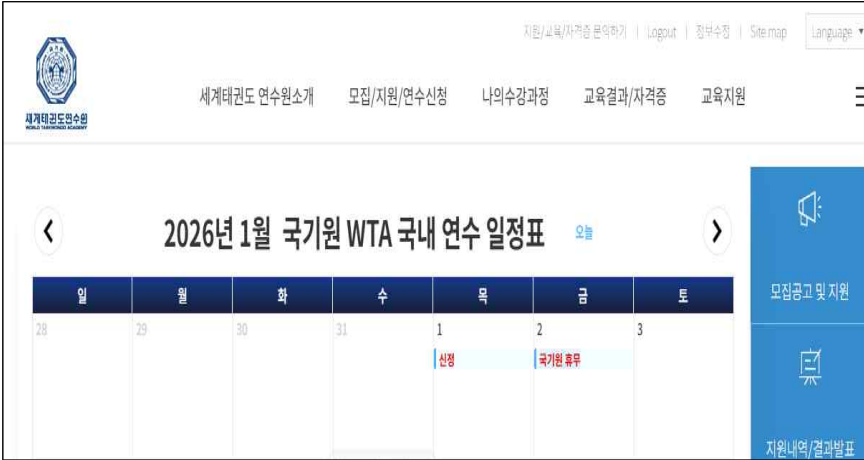 지원/교육/자격증 문의하기 | Logout | 정보수정 | Site map Language
세계태권도 연수원소개 모집/지원/연수신청 나의수강과정 교육결과/자격증 교육지원
세계태권도연수원
WORLD TAEKWONDO ACADEMY
2026년 1월 국기원 WTA 국내 연수 일정표 오늘
일 월 화 수 목 금 토
28 29 30 31 1 2 3
신정 국기원 휴무
모집공고 및 지원
지원내역/결과발표